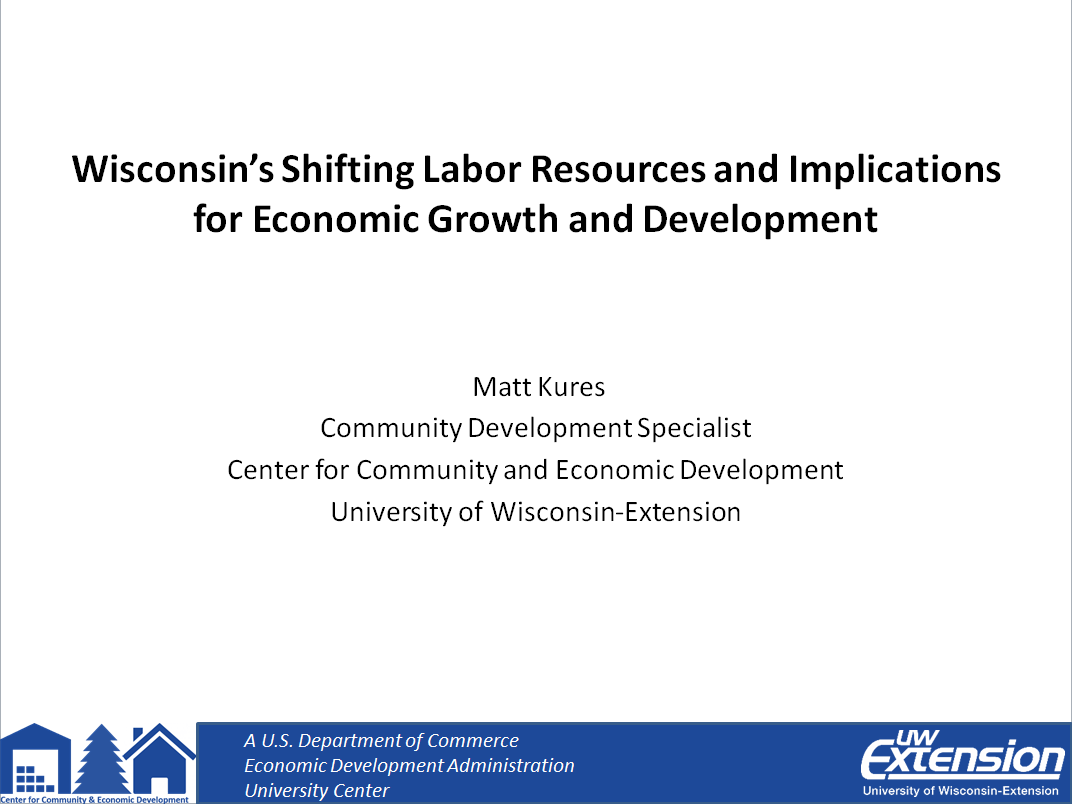 Wisconsin’s Shifting Labor Resources and Implications
for Economic Growth and Development
Matt Kures
Community Development Specialist
Center for Community and Economic Development
University of Wisconsin-Extension
Center for Community & Economic Development
A U.S. Department of Commerce
Economic Development Administration
University Center
UW
Extension
University of Wisconsin-Extension